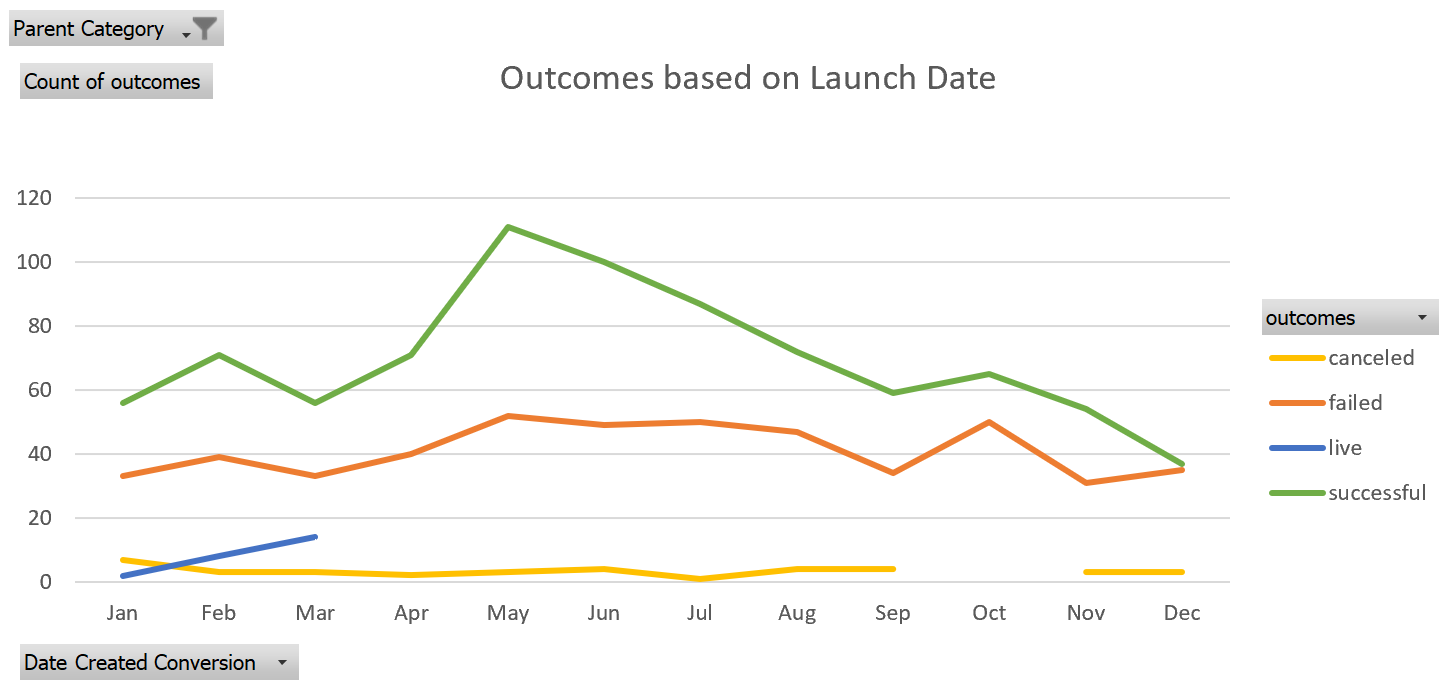 Parent Category
Count of outcomes
Outcomes based on Launch Date
120
100
80
60
40
20
0
Jan Feb Mar Apr May Jun Jul Aug Sep Oct Nov Dec
outcomes
canceled
failed
live
successful
Date Created Conversion